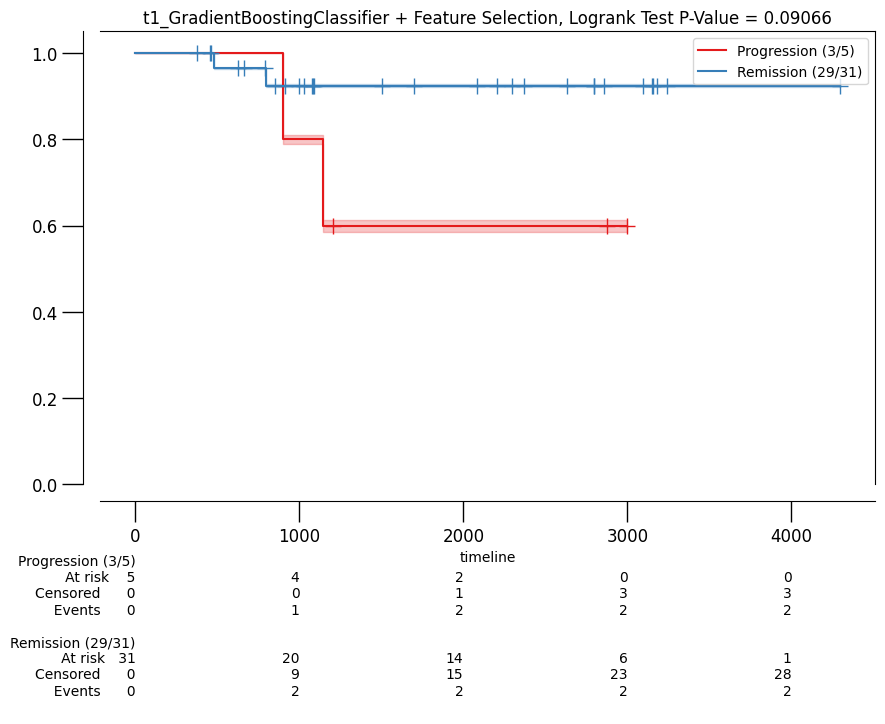 t1_GradientBoostingClassifier + Feature Selection, Logrank Test P-Value = 0.09066
Progression (3/5)
Remission (29/31)
1.0
0.8
0.6
0.4
0.2
0.0
0 1000 2000 3000 4000
timeline
Progression (3/5)
At risk 5 4 2 0 0
Censored 0 0 1 3 3
Events 0 1 2 2 2
Remission (29/31)
At risk 31 20 14 6 1
Censored 0 9 15 23 28
Events 0 2 2 2 2